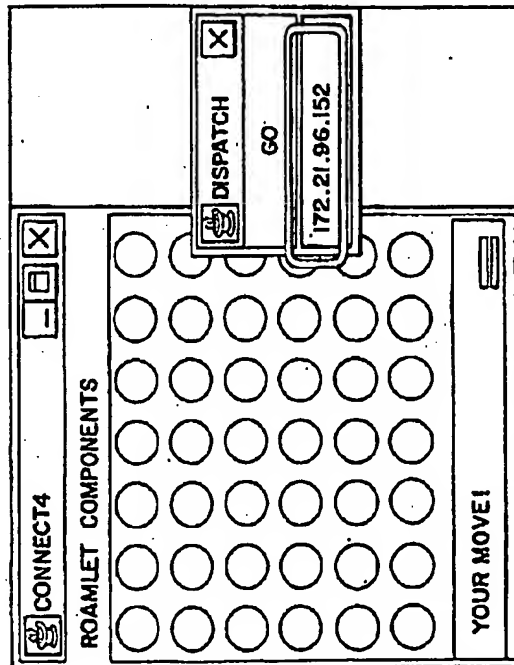 CONNECT4
ROAMLET COMPONENTS
YOUR MOVE!
DISPATCH
GO
172.21.96.152